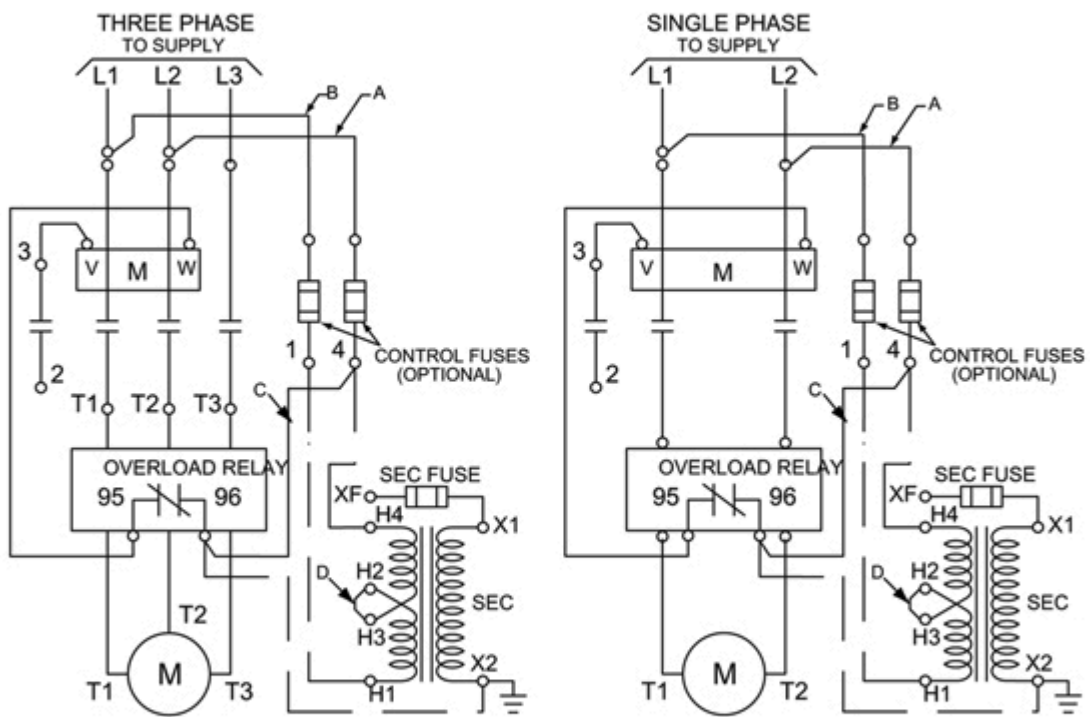 THREE PHASE
TO SUPPLY
L1 L2 L3
B
A
3
V M W
2
1
4
CONTROL FUSES
(OPTIONAL)
T1 T2 T3
C
OVERLOAD RELAY
95 96
SEC FUSE
XF
H4
X1
D
H2
H3
SEC
T2
M
T1
T3
H1
X2
SINGLE PHASE
TO SUPPLY
L1 L2
B
A
3
V M W
2
1
4
CONTROL FUSES
(OPTIONAL)
C
OVERLOAD RELAY
95 96
SEC FUSE
XF
H4
X1
D
H2
H3
SEC
M
T1
T2
H1
X2